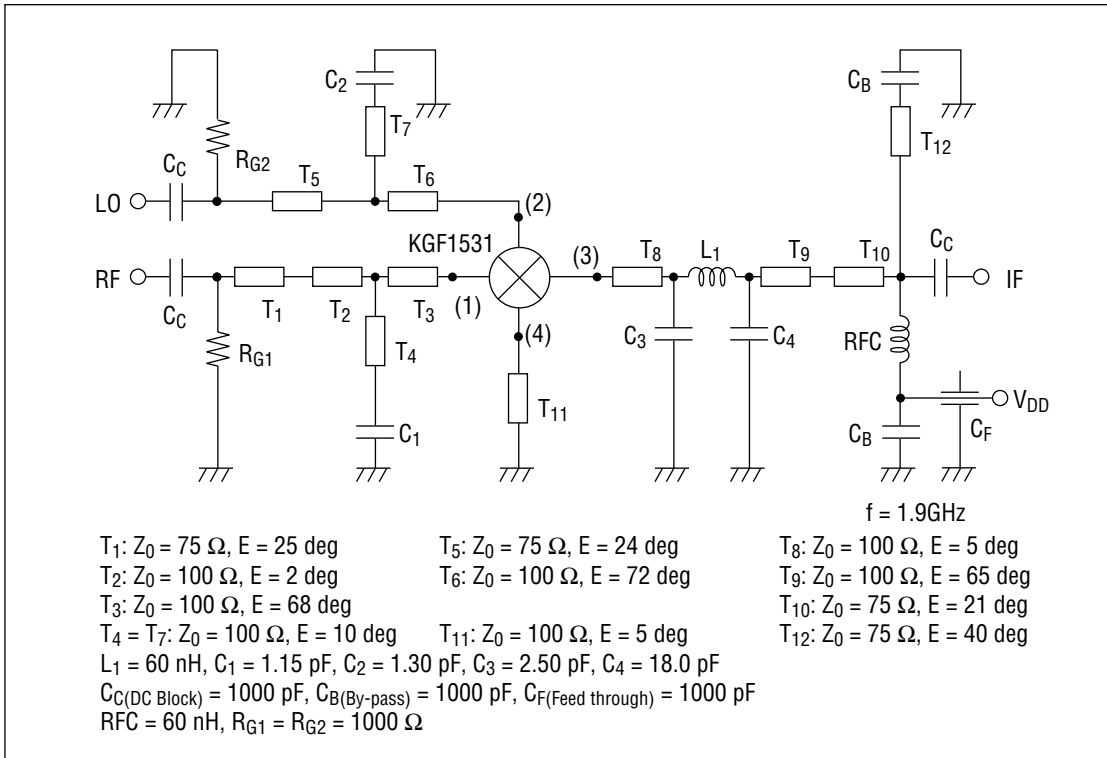 C2
CB
T7
T12
RG2
CC
T5
T6
LO
(2)
KGF1531
(3)
T8
L1
T9
T10
CC
RF
IF
CC
T1
T2
T3
(1)
(4)
C3
C4
RFC
RG1
T4
T11
VDD
C1
CB
CF
f = 1.9GHz
T1: Z0 = 75 Ω, E = 25 deg
T2: Z0 = 100 Ω, E = 2 deg
T3: Z0 = 100 Ω, E = 68 deg
T4 = T7: Z0 = 100 Ω, E = 10 deg
T5: Z0 = 75 Ω, E = 24 deg
T6: Z0 = 100 Ω, E = 72 deg
T11: Z0 = 100 Ω, E = 5 deg
T8: Z0 = 100 Ω, E = 5 deg
T9: Z0 = 100 Ω, E = 65 deg
T10: Z0 = 75 Ω, E = 21 deg
T12: Z0 = 75 Ω, E = 40 deg
L1 = 60 nH, C1 = 1.15 pF, C2 = 1.30 pF, C3 = 2.50 pF, C4 = 18.0 pF
CC(DC Block) = 1000 pF, CB(By-pass) = 1000 pF, CF(Feed through) = 1000 pF
RFC = 60 nH, RG1 = RG2 = 1000 Ω